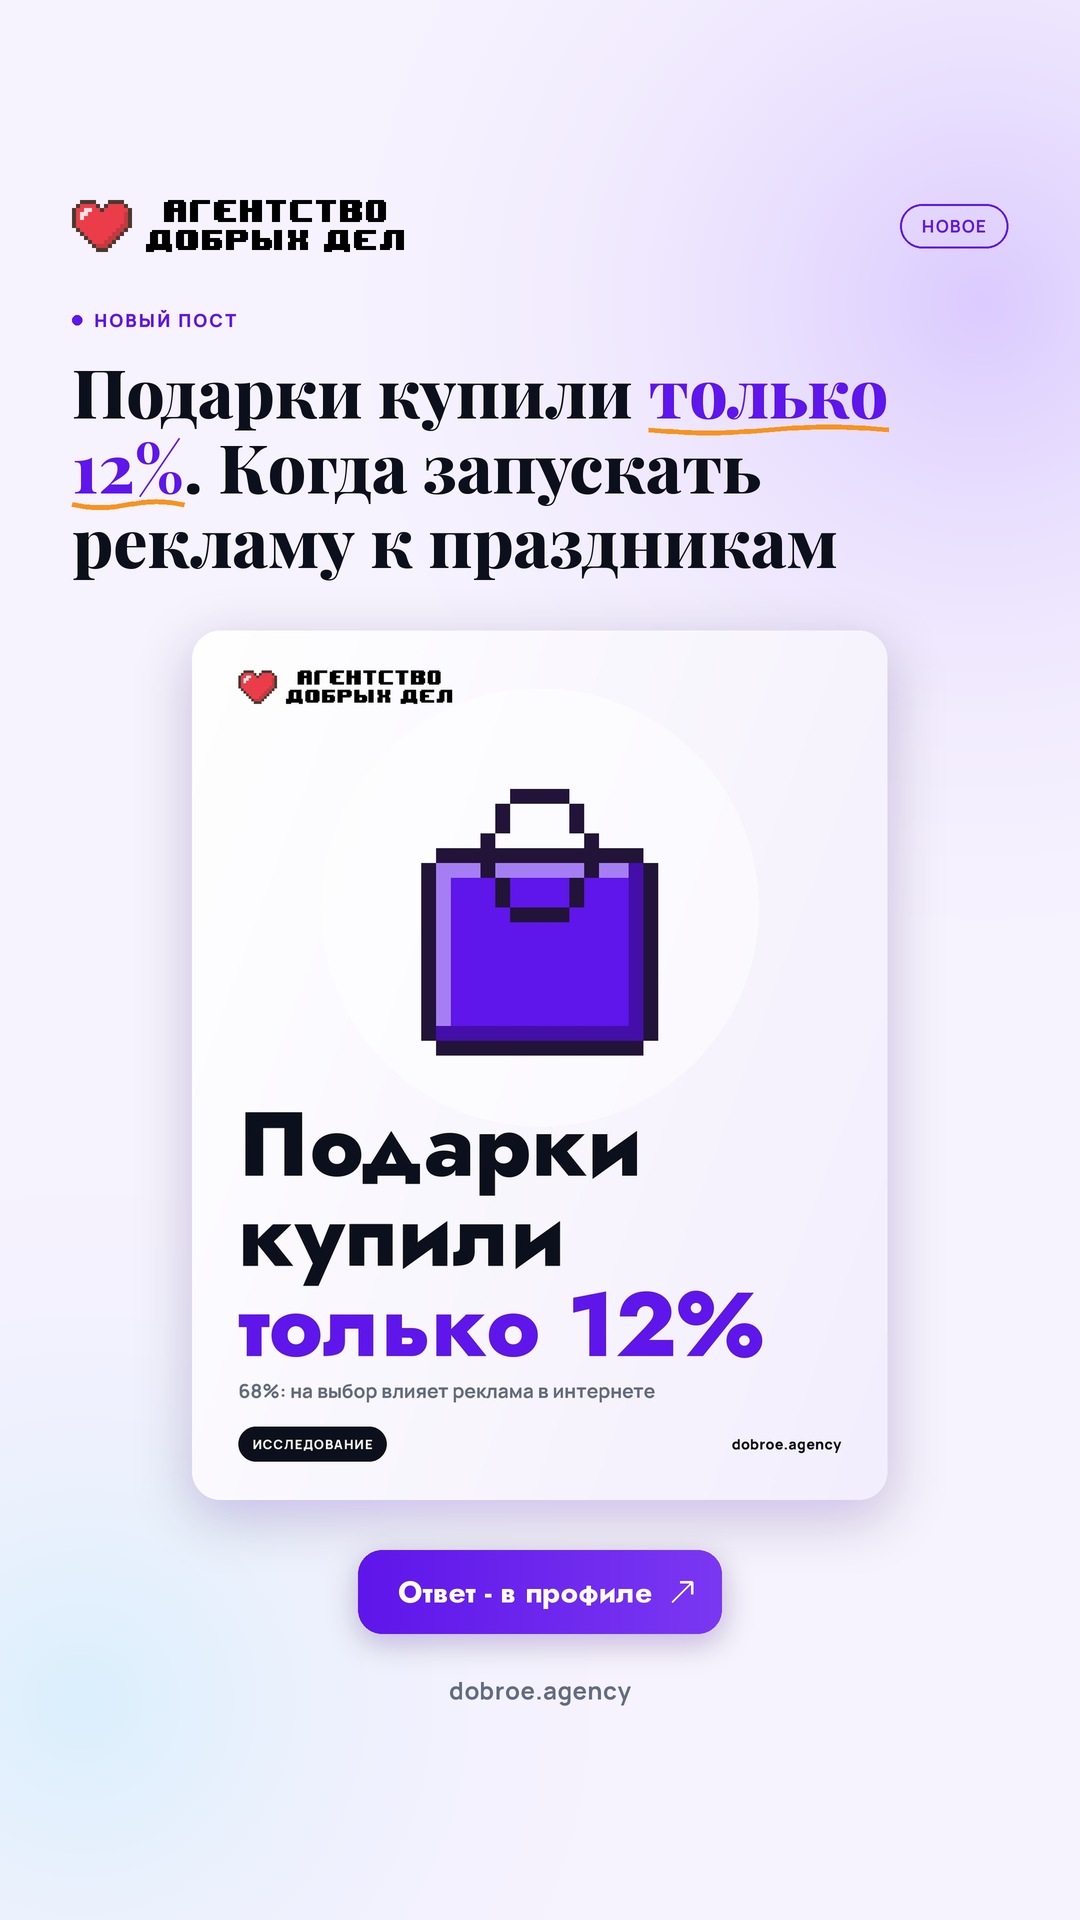 АГЕНТСТВО
ДОБРЫХ ДЕЛ
НОВОЕ
НОВЫЙ ПОСТ
Подарки купили только
12%. Когда запускать
рекламу к праздникам
АГЕНТСТВО
ДОБРЫХ ДЕЛ
Подарки
купили
только 12%
68%: на выбор влияет реклама в интернете
ИССЛЕДОВАНИЕ
dobroe.agency
Ответ - в профиле
dobroe.agency